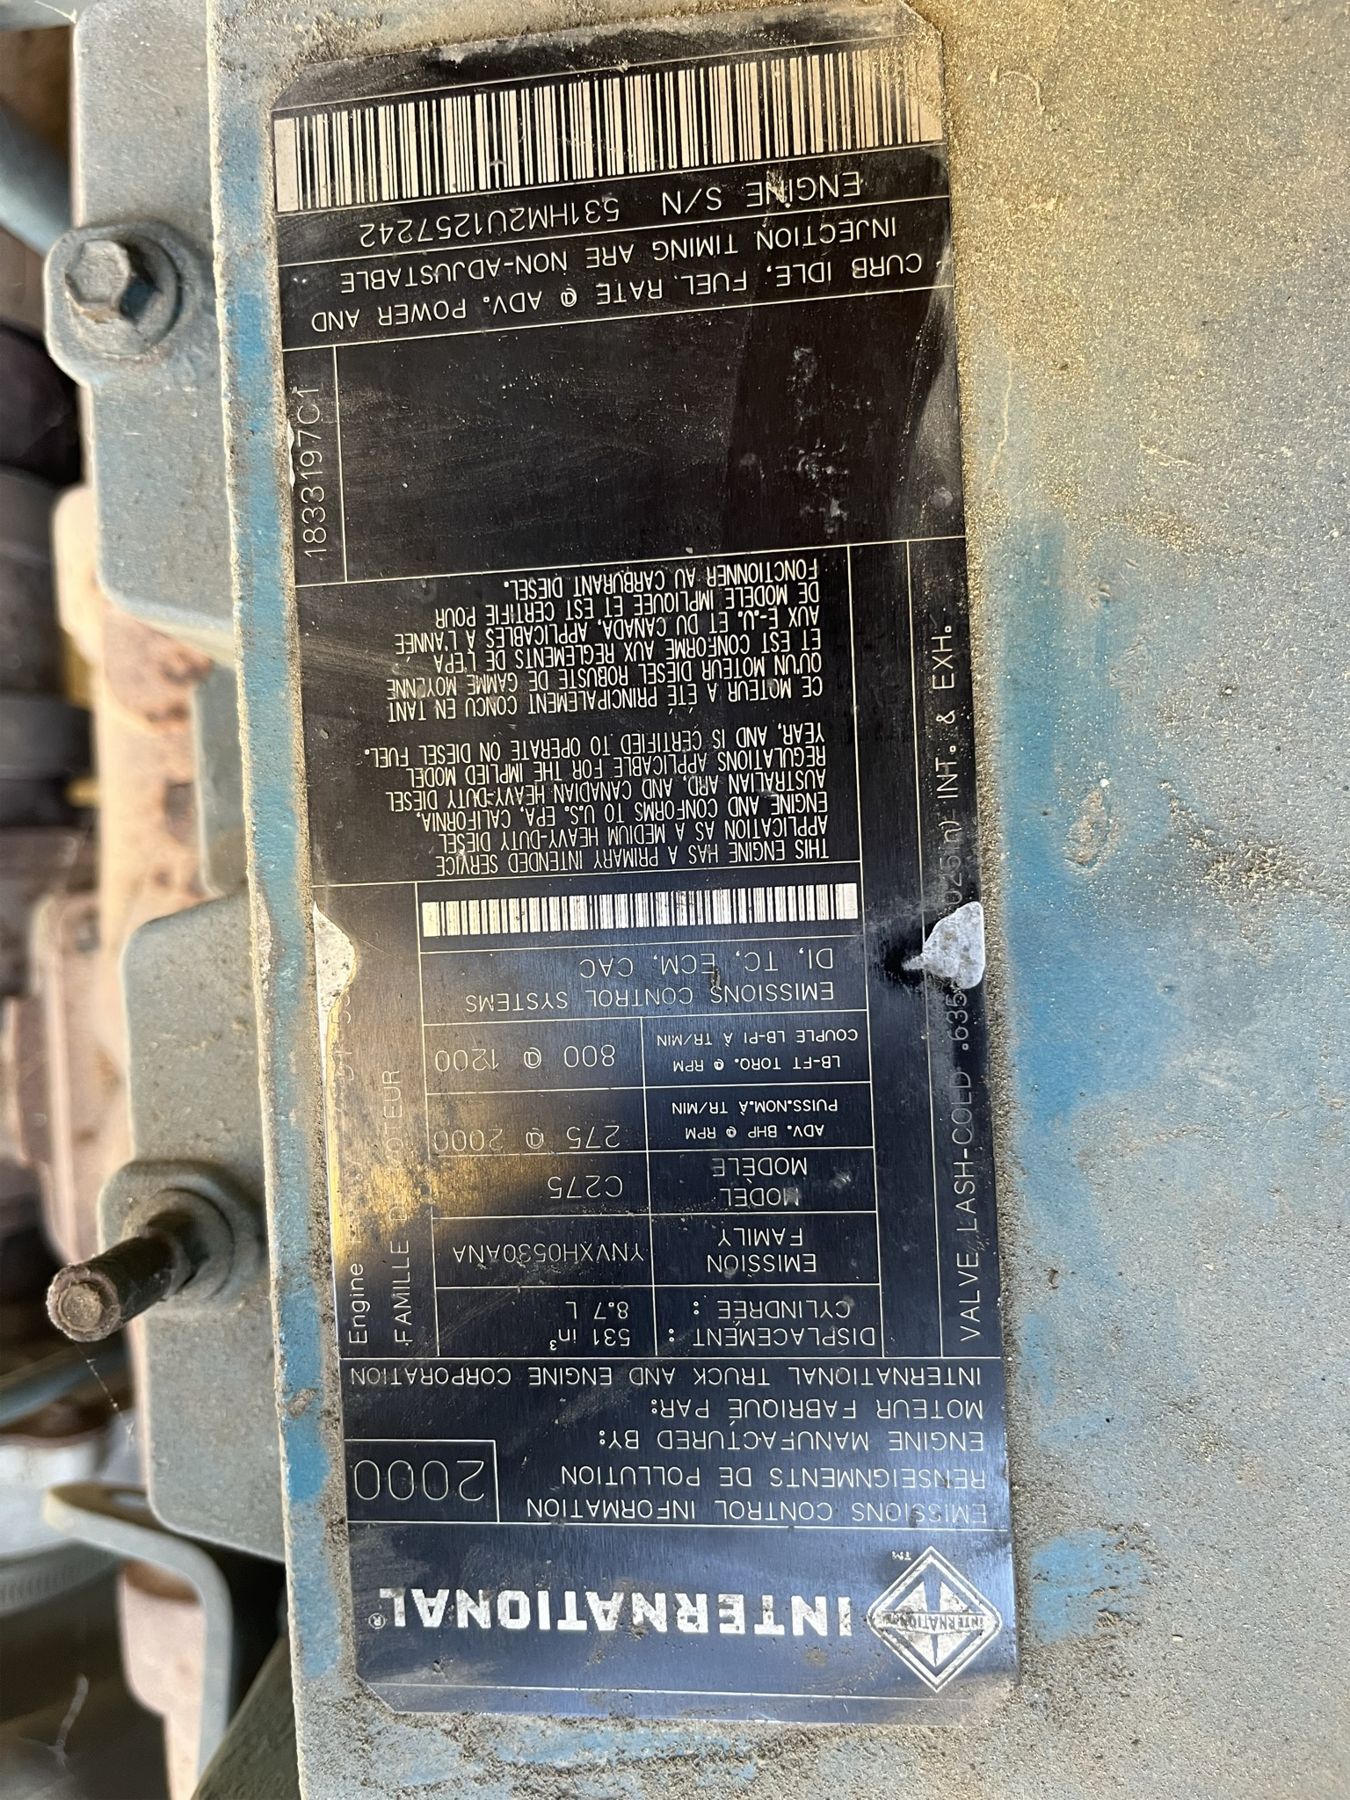 INTERNATIONAL®
INTERNATIONAL
TM
EMISSIONS CONTROL INFORMATION
RENSEIGNMENTS DE POLLUTION
2000
ENGINE MANUFACTURED BY:
MOTEUR FABRIQUÉ PAR:
INTERNATIONAL TRUCK AND ENGINE CORPORATION
DISPLACEMENT : 531 in³
CYLINDRÉE : 8.7 L
EMISSION FAMILY YNVXH0530ANA
MODEL
MODÈLE C275
ADV. BHP @ RPM
PUISS.NOM.À TR/MIN 275 @ 2000
LB-FT TORQ. @ RPM
COUPLE LB-PI À TR/MIN 800 @ 1200
EMISSIONS CONTROL SYSTEMS
DI, TC, ECM, CAC
Engine
FAMILLE
VALVE LASH-COLD INT. & EXH.
THIS ENGINE HAS A PRIMARY INTENDED SERVICE
APPLICATION AS A MEDIUM HEAVY-DUTY DIESEL
ENGINE AND CONFORMS TO U.S. EPA, CALIFORNIA,
AUSTRALIAN ARD, AND CANADIAN HEAVY-DUTY DIESEL
REGULATIONS APPLICABLE FOR THE IMPLIED MODEL
YEAR, AND IS CERTIFIED TO OPERATE ON DIESEL FUEL.
CE MOTEUR A ÉTÉ PRINCIPALEMENT CONCU EN TANT
QU'UN MOTEUR DIESEL ROBUSTE DE GAMME MOYENNE
ET EST CONFORME AUX REGLEMENTS DE L'EPA
AUX E.-U. ET DU CANADA, APPLICABLES A L'ANNEE
DE MODELE IMPLIQUEE ET EST CERTIFIE POUR
FONCTIONNER AU CARBURANT DIESEL.
1833197C1
CURB IDLE, FUEL RATE @ ADV. POWER AND
INJECTION TIMING ARE NON-ADJUSTABLE
ENGINE S/N 531HM2U1257242